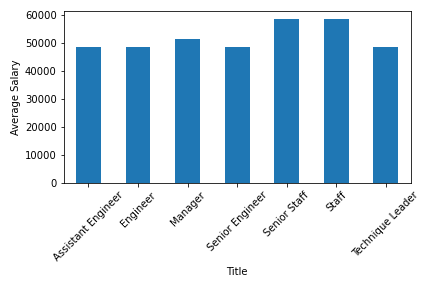 60000
50000
40000
30000
20000
10000
0
Average Salary
Assistant Engineer
Engineer
Manager
Senior Engineer
Senior Staff
Staff
Technique Leader
Title